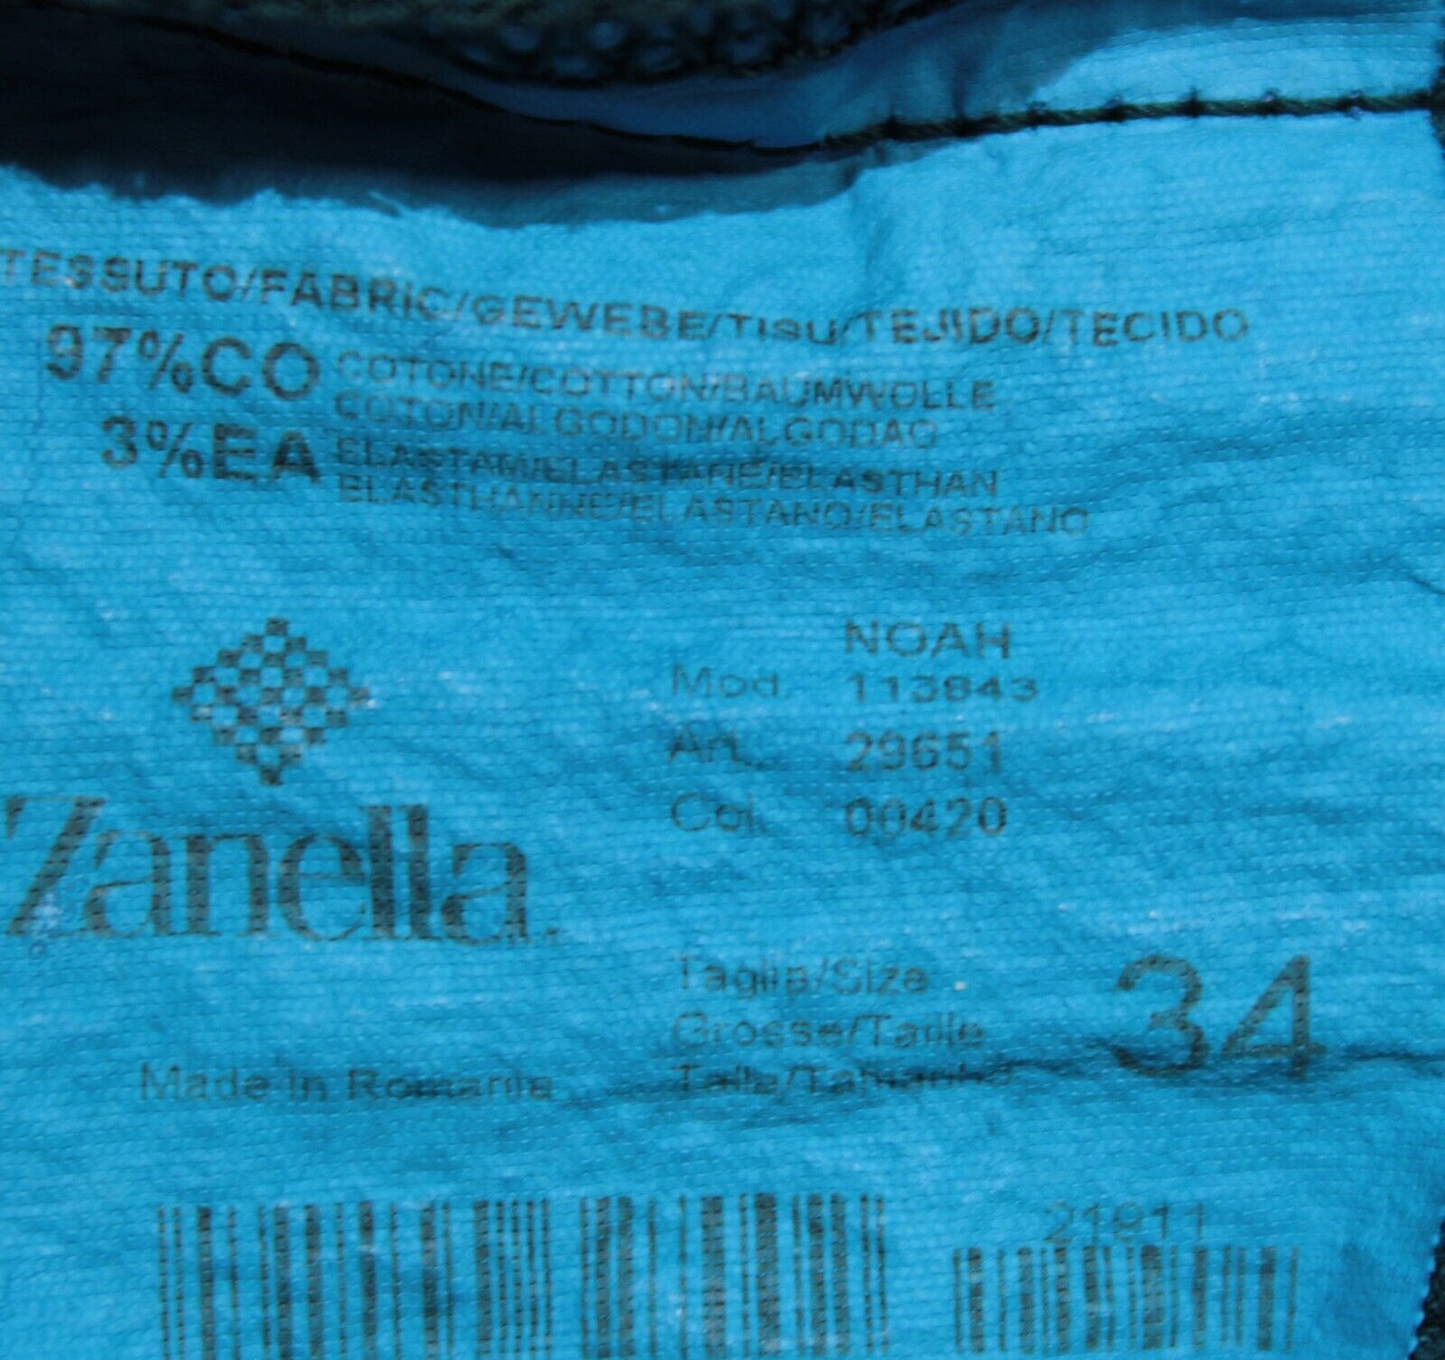 TESSUTO/FABRIC/GEWEBE/TISU/TEJIDO/TECIDO
97%CO COTONE/COTTON/BAUMWOLLE
COTON/ALGODON/ALGODAO
3%EA ELASTAM/ELASTANE/ELASTHAN
ELASTHANNE/ELASTANO/ELASTANO
NOAH
Mod. 113843
Art. 29651
Col. 00420
Zanella
Taglia/Size
Grosse/Taille
Talla/Tamanho
34
Made in Romania
21911